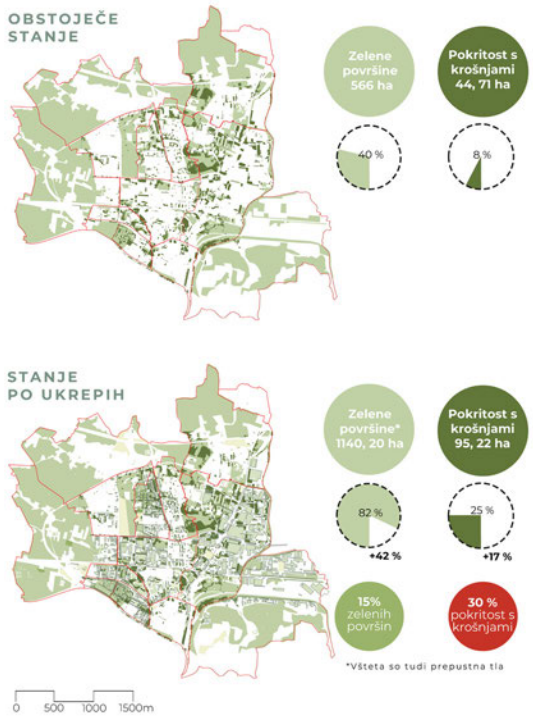 OBSTOJEČE
STANJE
Zelene
površine
566 ha
Pokritost s
krošnjami
44, 71 ha
40 %
8 %
STANJE
PO UKREPIH
Zelene
površine*
1140, 20 ha
Pokritost s
krošnjami
95, 22 ha
82 %
25 %
+42 %
+17 %
15%
zelenih
površin
30 %
pokritost s
krošnjami
*Všteta so tudi prepustna tla
0 500 1000 1500m